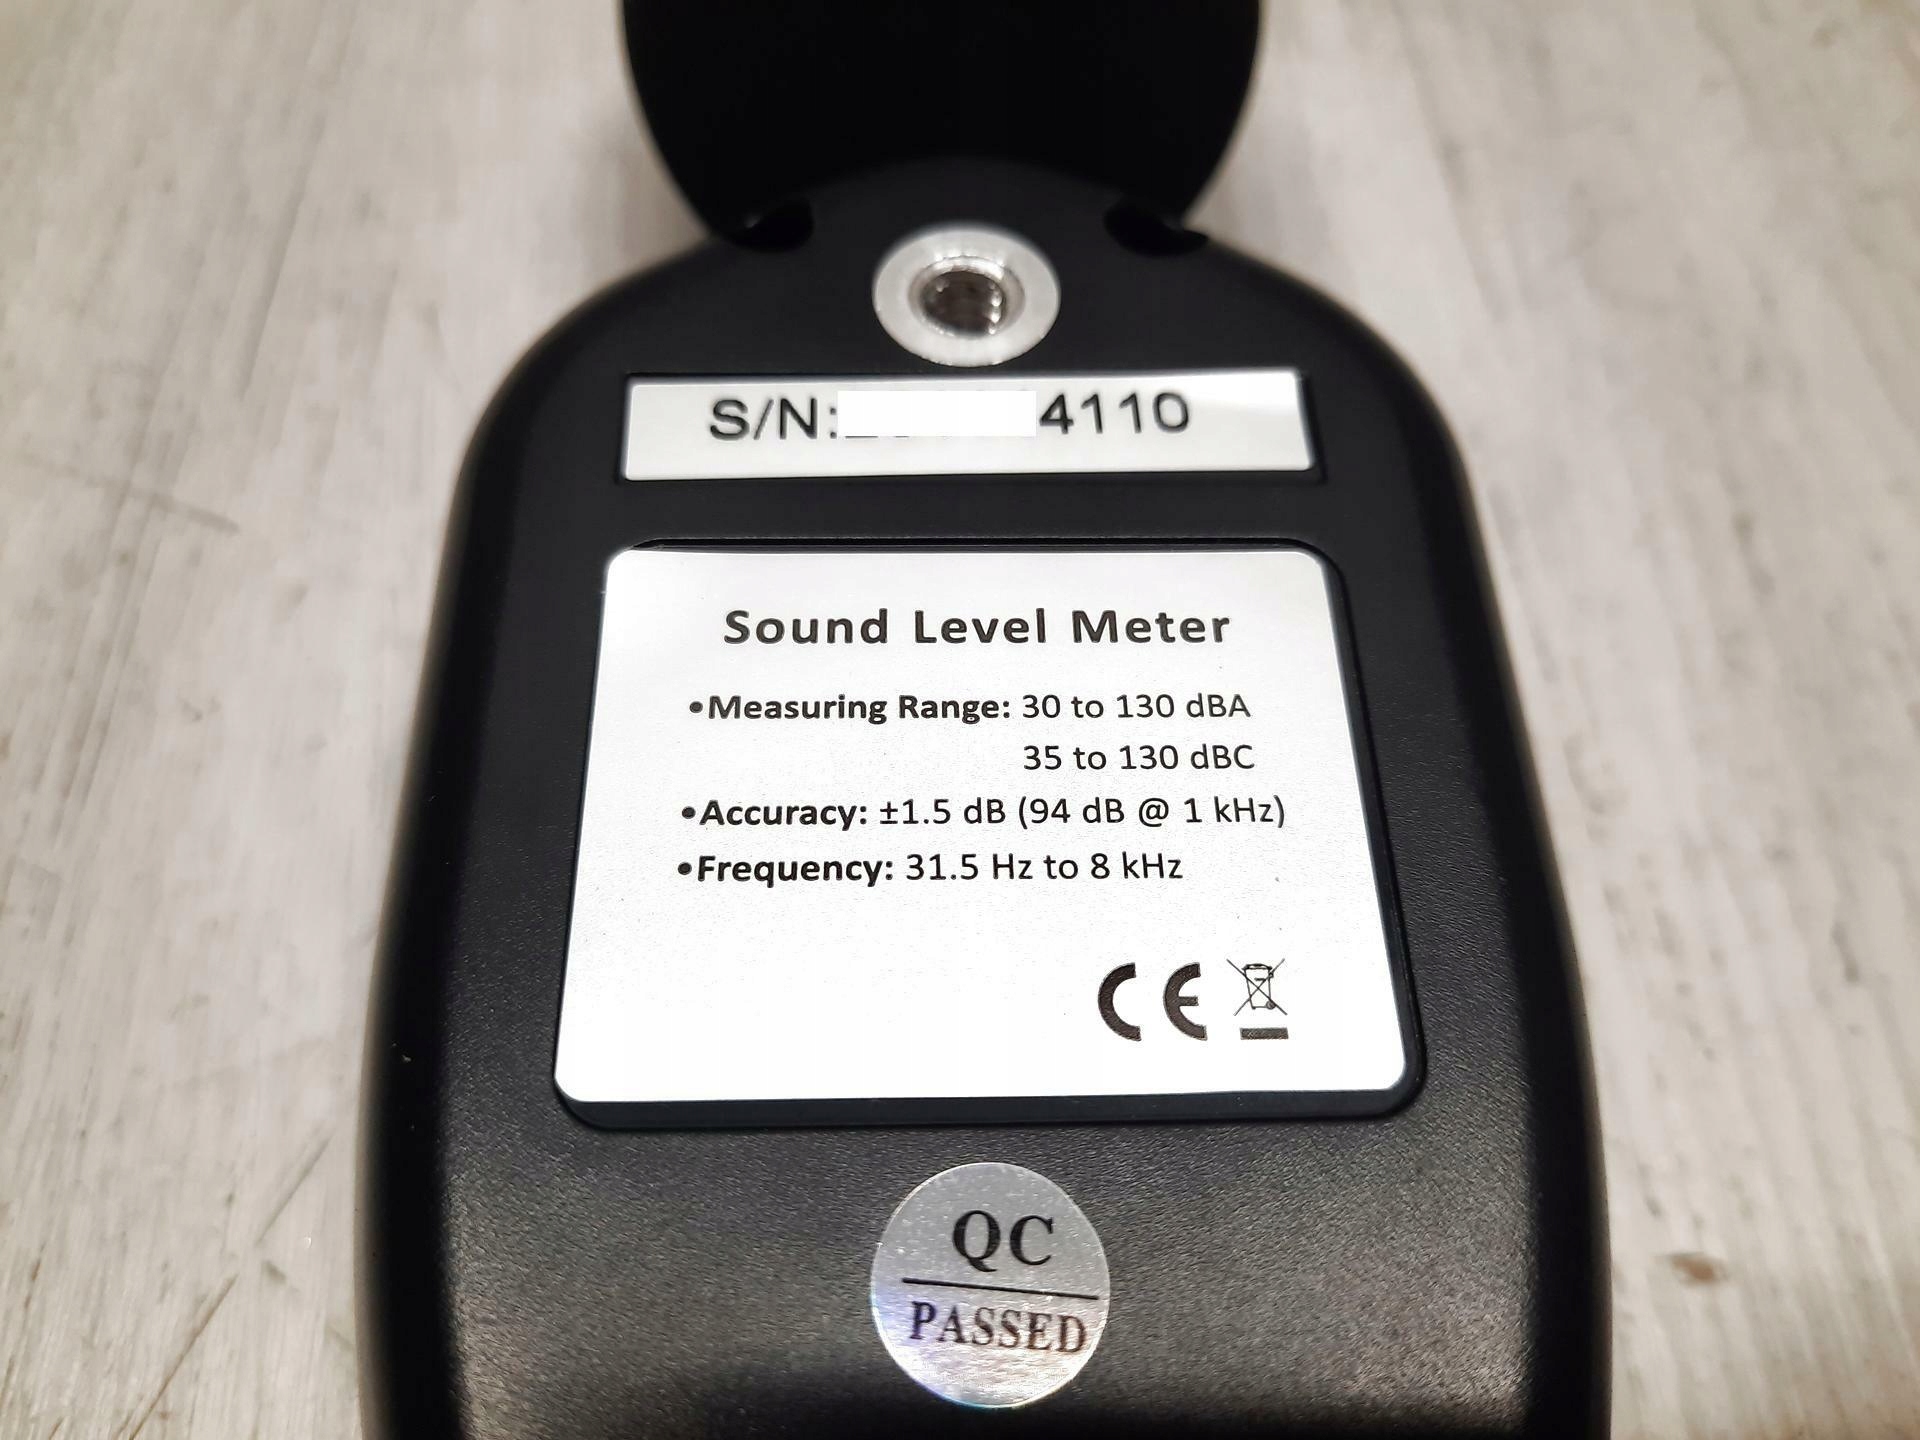 S/N: 4110
Sound Level Meter
•Measuring Range: 30 to 130 dBA
35 to 130 dBC
•Accuracy: ±1.5 dB (94 dB @ 1 kHz)
•Frequency: 31.5 Hz to 8 kHz
CE
QC
PASSED